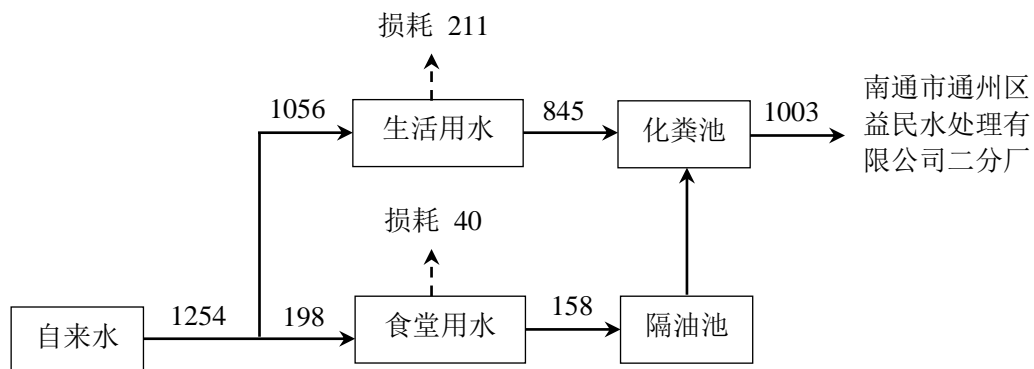 损耗 211
1056
生活用水
845
化粪池
1003
南通市通州区
益民水处理有
限公司二分厂
损耗 40
自来水
1254
198
食堂用水
158
隔油池